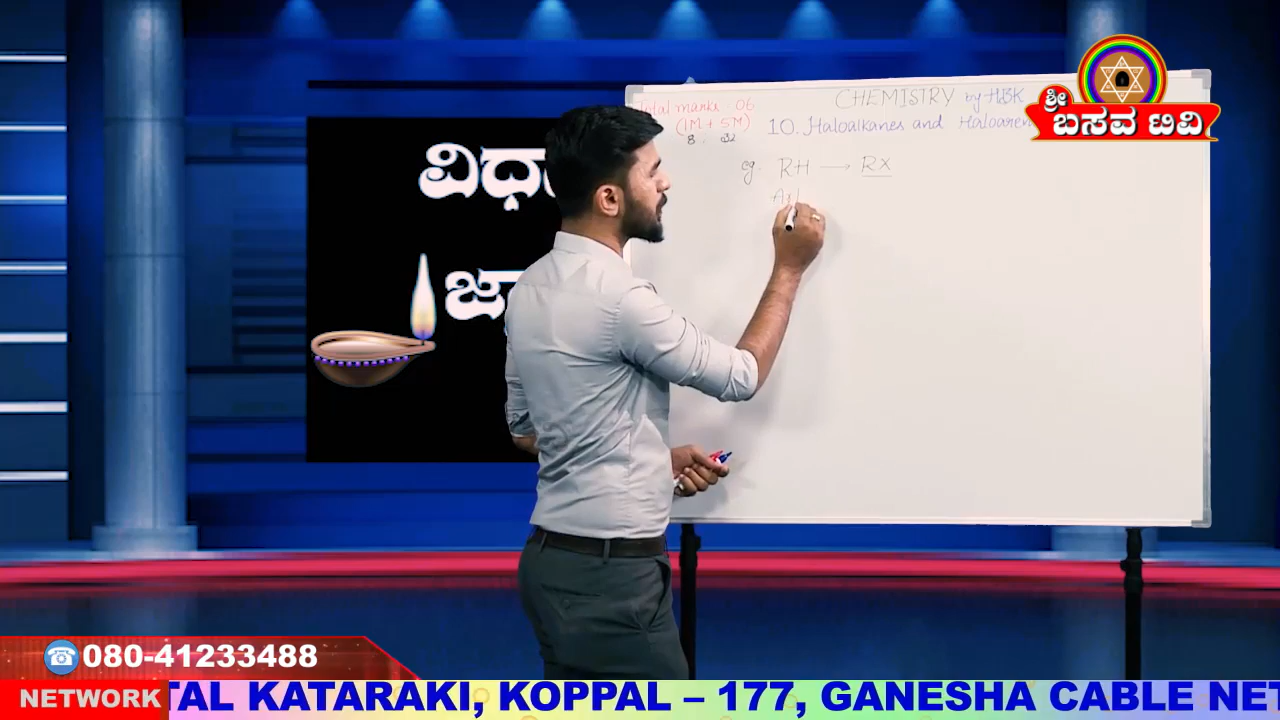 ಶ್ರೀ
ಬಸವ ಟಿವಿ
CHEMISTRY by HBK
Total marks 06
(1M + 5M)
10. Haloalkanes and
eg. RH → RX
080-41233488
NETWORK
TAL KATARAKI, KOPPAL – 177, GANESHA CABLE NET